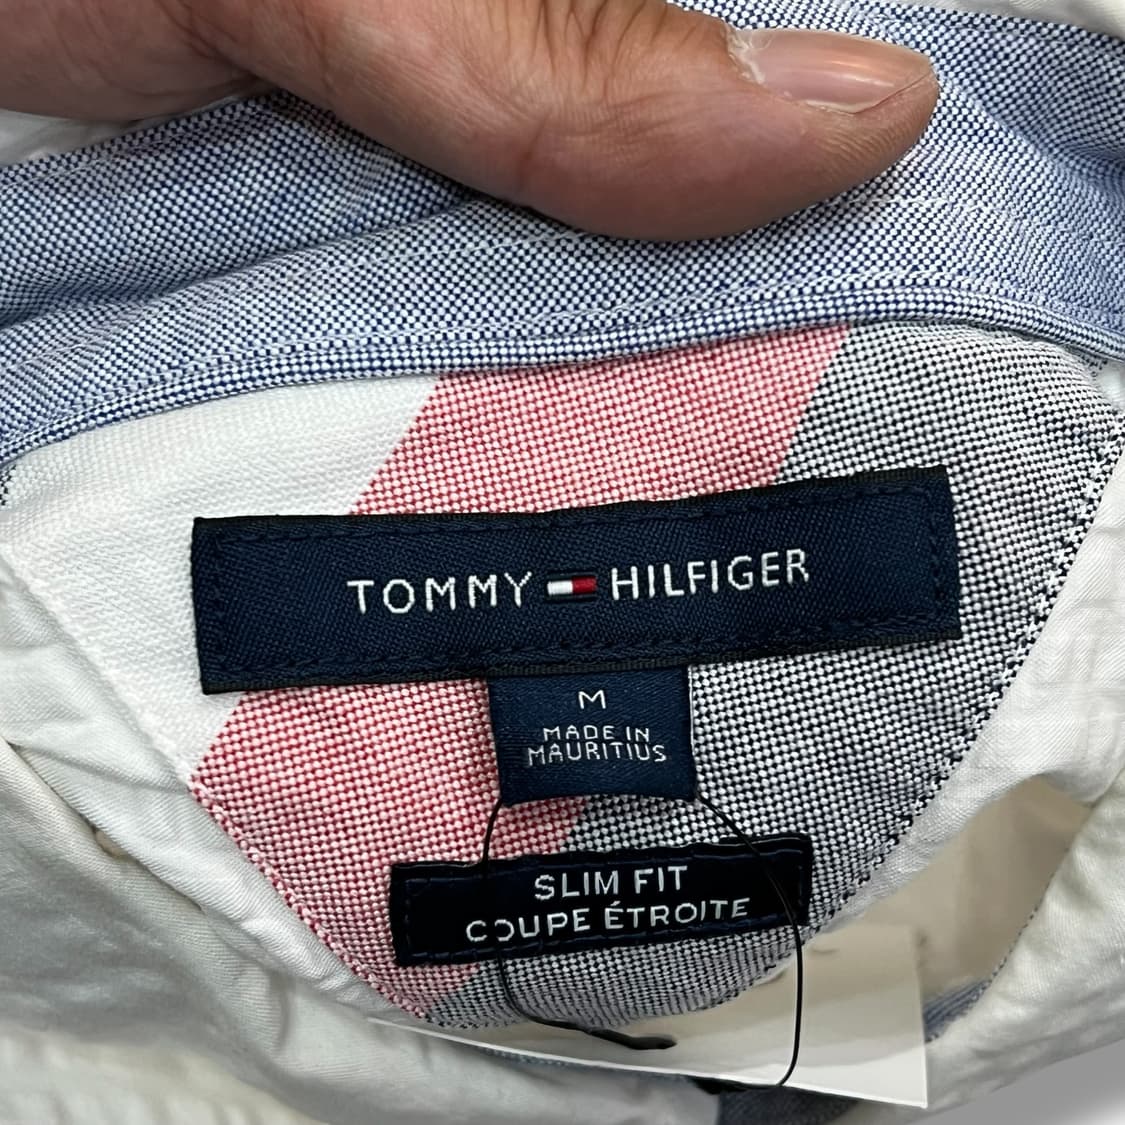 TOMMY HILFIGER
M
MADE IN
MAURITIUS
SLIM FIT
COUPE ÉTROITE